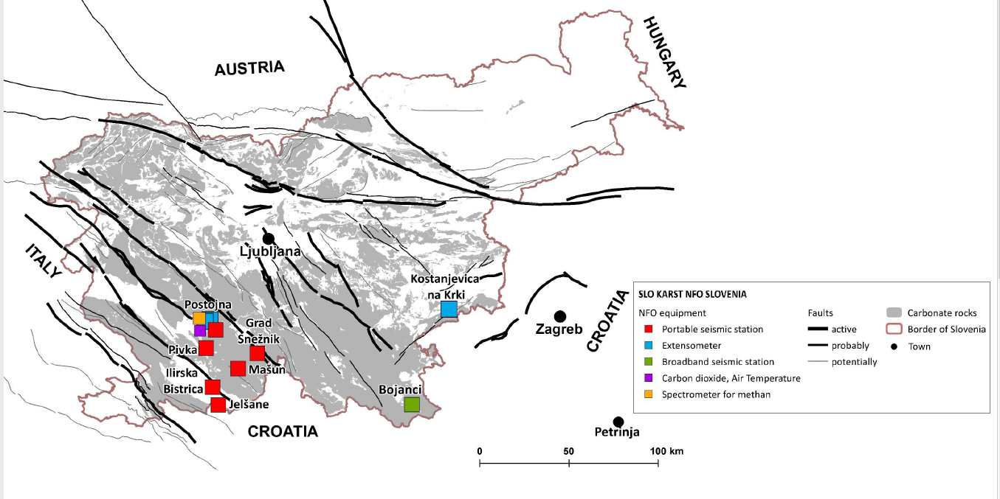 AUSTRIA
HUNGARY
ITALY
Ljubljana
Kostanjevica
na Krki
Postojna
Grad
Snežnik
Pivka
Mašun
Ilirska
Bistrica
Jelšane
Bojanci
Zagreb
CROATIA
CROATIA
Petrinja
0 50 100 km
SLO KARST NFO SLOVENIA
NFO equipment
Portable seismic station
Extensometer
Broadband seismic station
Carbon dioxide, Air Temperature
Spectrometer for methan
Faults
active
probably
potentially
Carbonate rocks
Border of Slovenia
Town